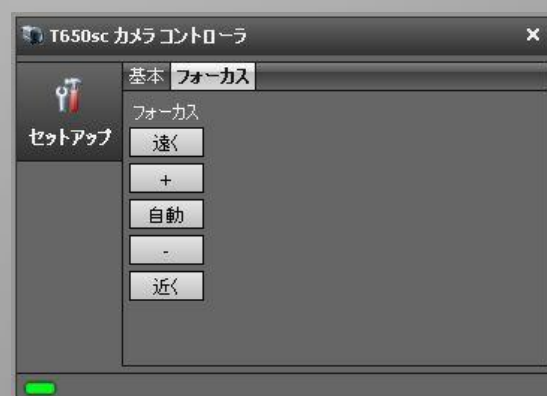 T650sc カメラ コントローラ
基本 フォーカス
セットアップ
フォーカス
遠く
+
自動
-
近く